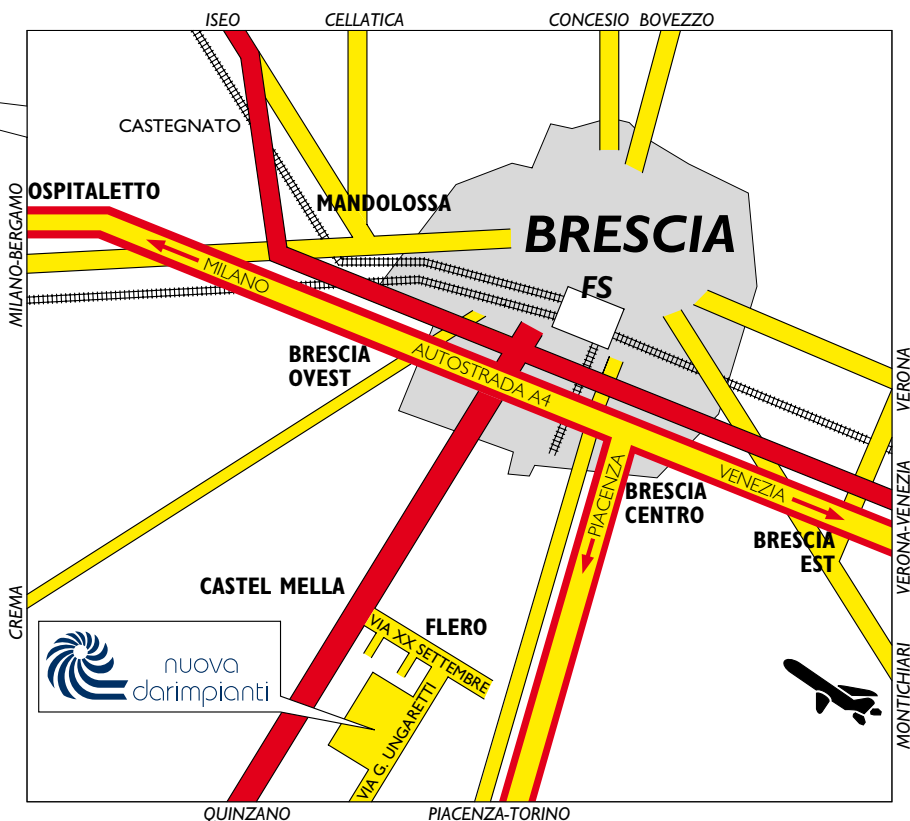 ISEO
CELLATICA
CONCESIO
BOVEZZO
CASTEGNATO
OSPITALETTO
MANDOLOSSA
MILANO-BERGAMO
BRESCIA
FS
MILANO
BRESCIA
OVEST
AUTOSTRADA A4
VERONA
PIACENZA
VENEZIA
BRESCIA
CENTRO
BRESCIA
EST
VERONA-VENEZIA
CREMA
CASTEL MELLA
FLERO
VIA XX SETTEMBRE
nuova
darimpianti
VIA G. UNGARETTI
MONTICHIARI
QUINZANO
PIACENZA-TORINO